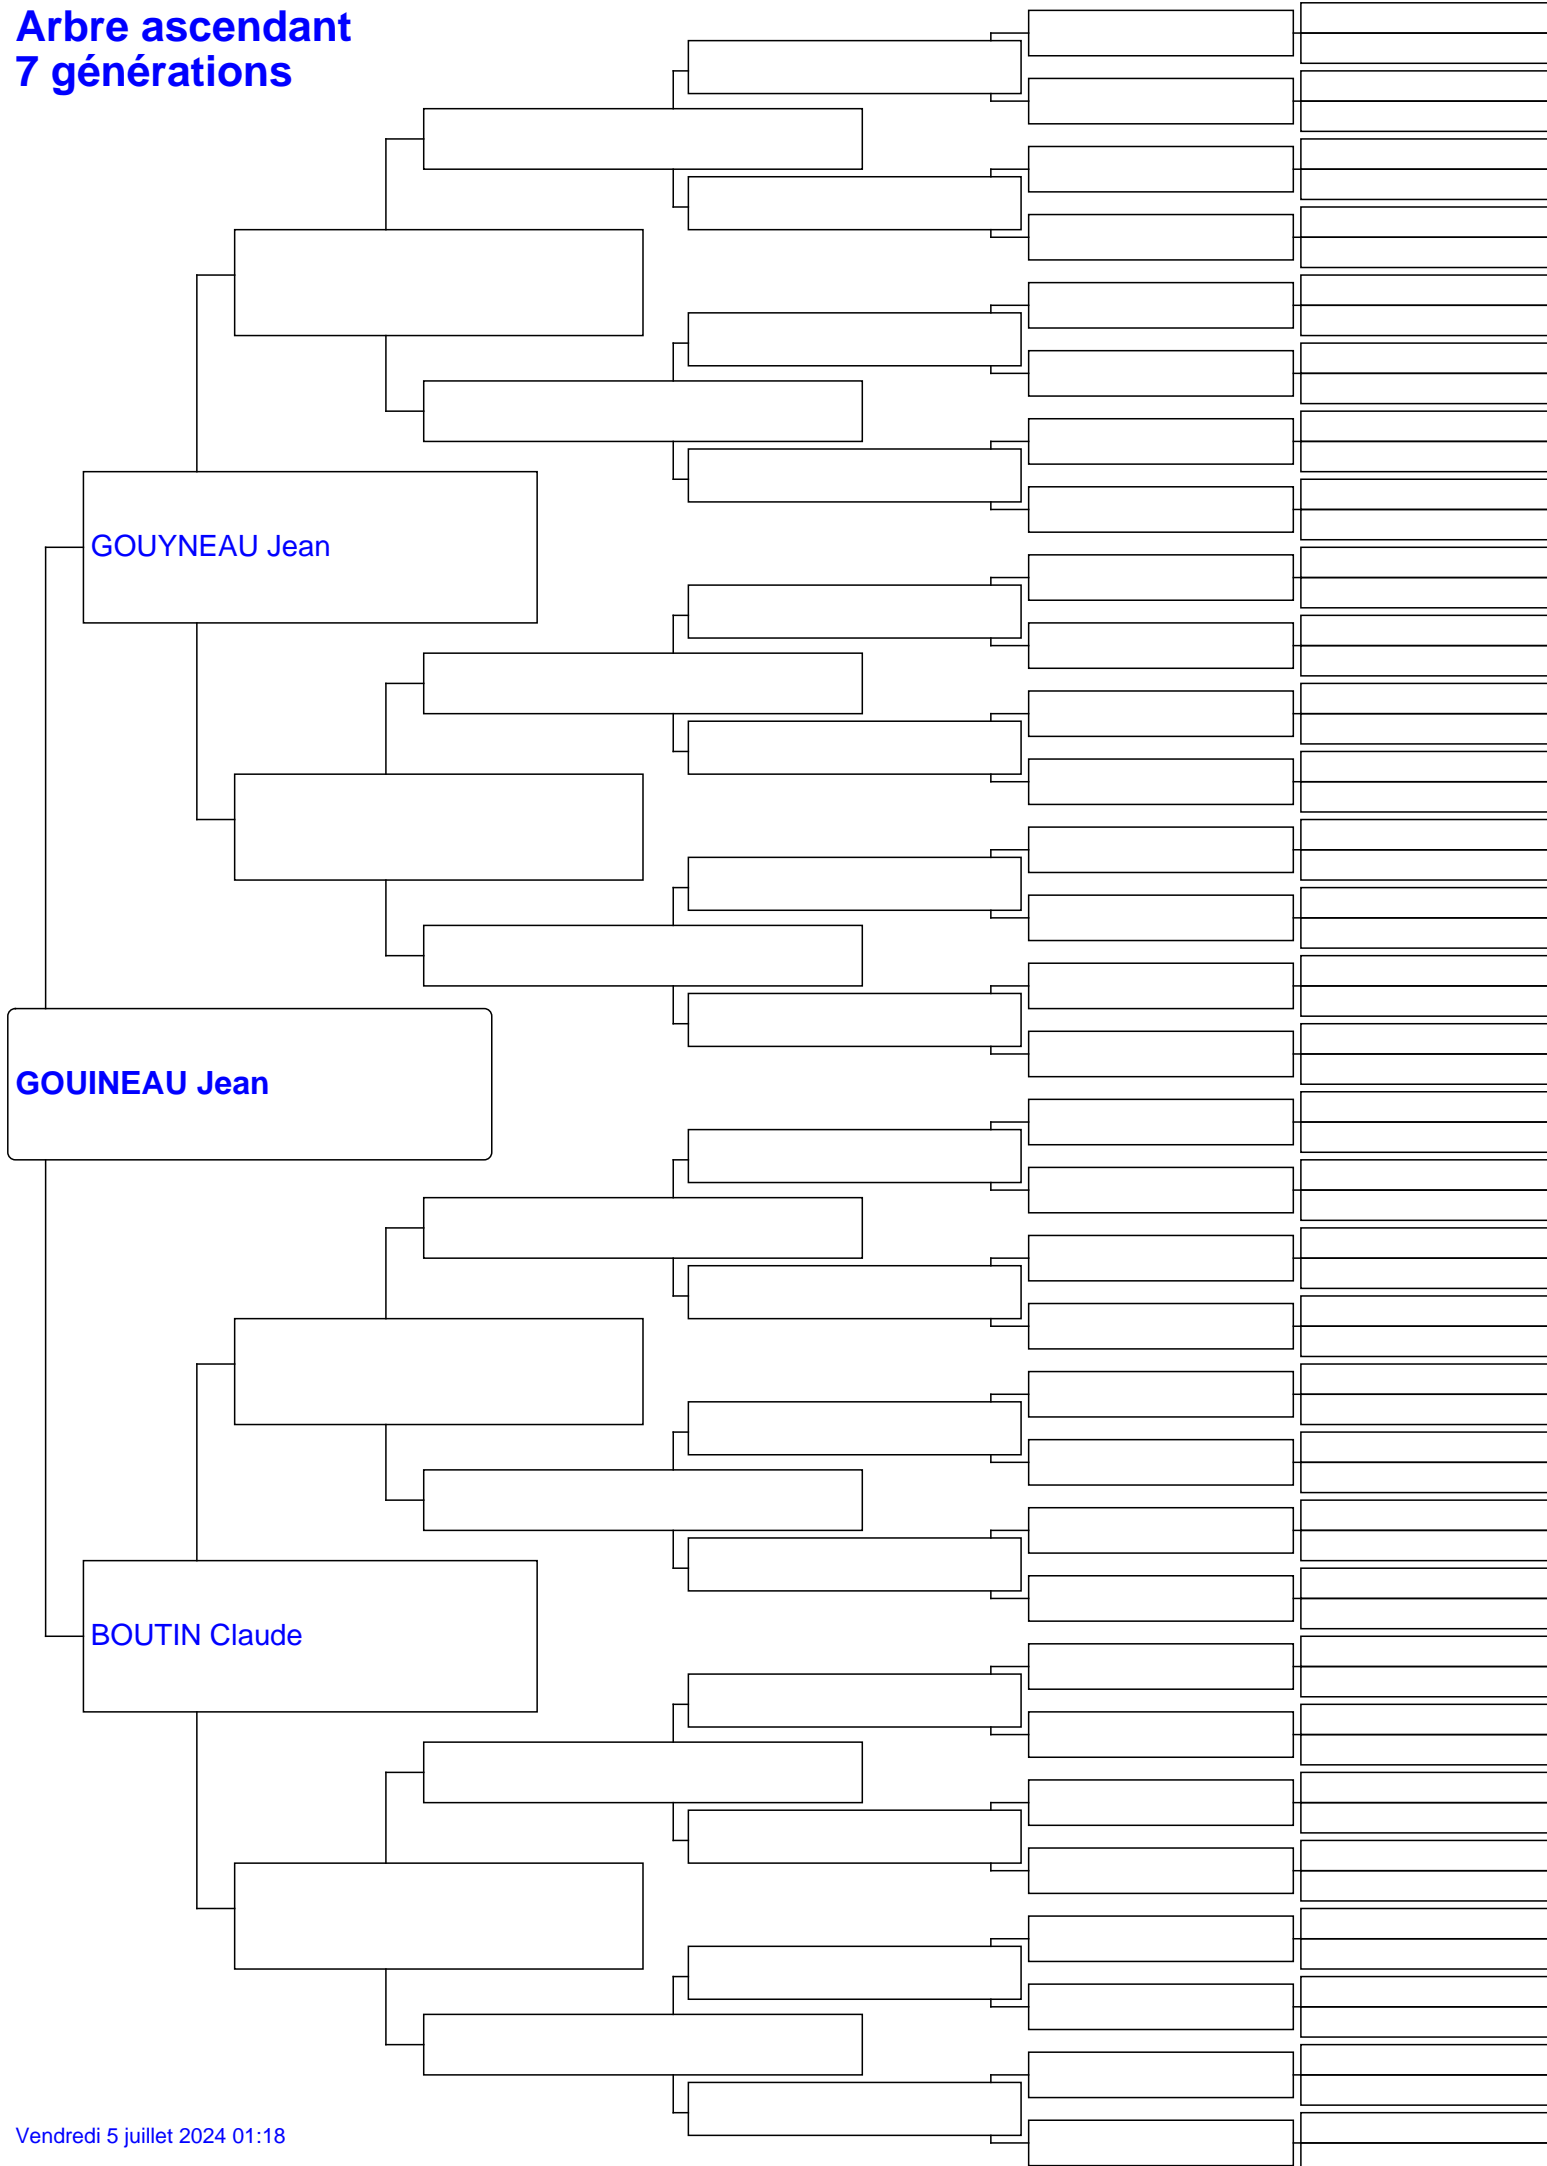 Arbre ascendant
7 générations
GOUYNEAU Jean
GOUINEAU Jean
BOUTIN Claude
Vendredi 5 juillet 2024 01:18